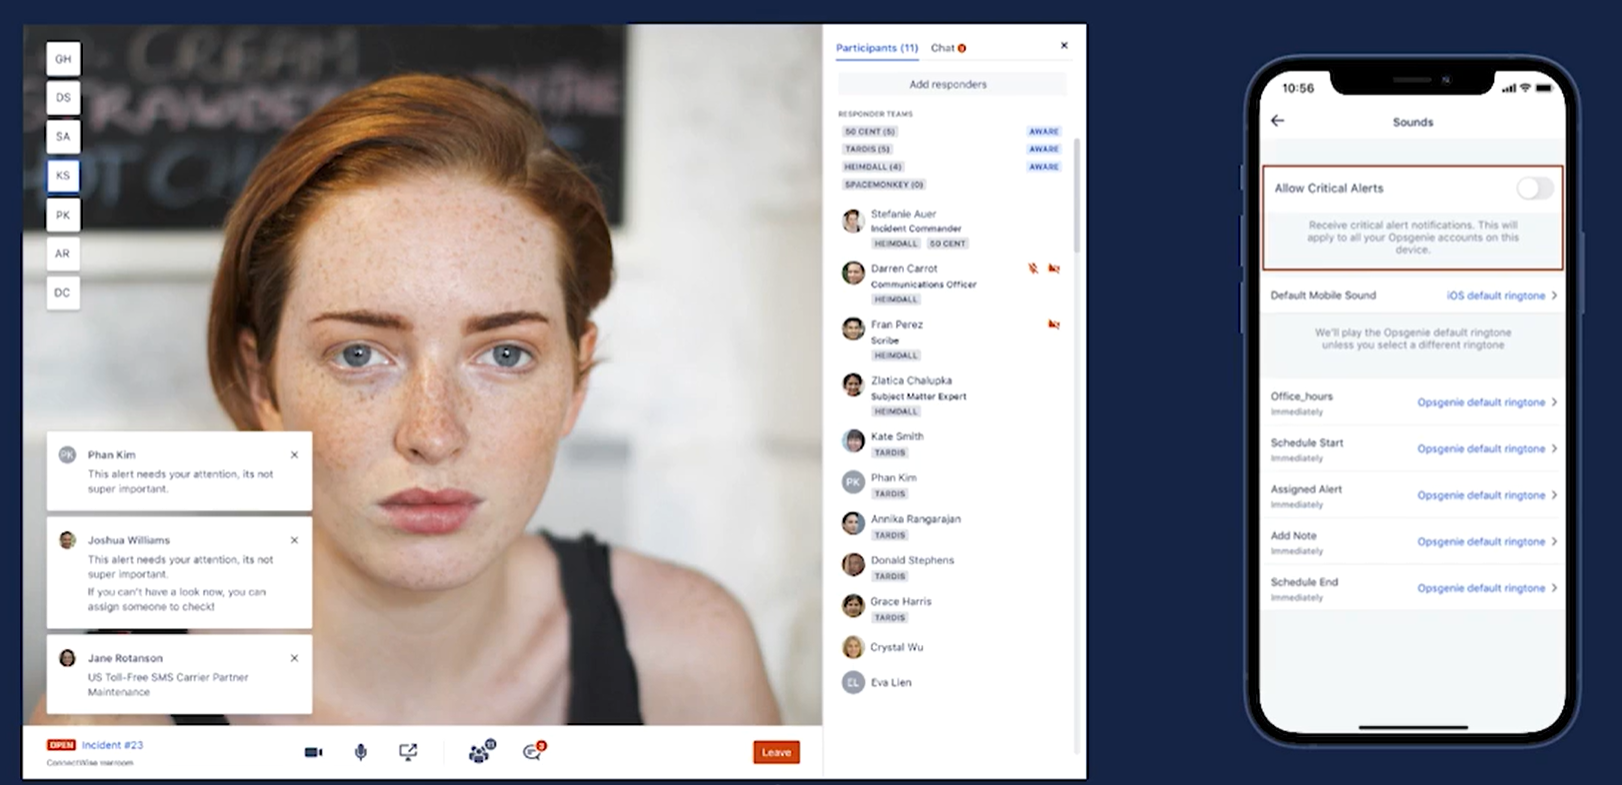 - CREAM
GH
DS
SA
KS
PK
AR
DC
PK
Phan Kim
This alert needs your attention, its not
super important.
Joshua Williams
This alert needs your attention, its not
super important.
If you can't have a look now, you can
assign someone to check!
Jane Rotanson
US Toll-Free SMS Carrier Partner
Maintenance
OPEN Incident #23
ConnectWise warroom
11
3
Leave
Participants (11) Chat
Add responders
RESPONDER TEAMS
50 CENT (5) AWARE
TARDIS (5) AWARE
HEIMDALL (4) AWARE
SPACEMONKEY (0)
Stefanie Auer
Incident Commander
HEIMDALL 50 CENT
Darren Carrot
Communications Officer
HEIMDALL
Fran Perez
Scribe
HEIMDALL
Zlatica Chalupka
Subject Matter Expert
HEIMDALL
Kate Smith
TARDIS
PK Phan Kim
TARDIS
Annika Rangarajan
TARDIS
Donald Stephens
TARDIS
Grace Harris
TARDIS
Crystal Wu
EL Eva Lien
10:56
Sounds
Allow Critical Alerts
Receive critical alert notifications. This will
apply to all your Opsgenie accounts on this
device.
Default Mobile Sound iOS default ringtone
We'll play the Opsgenie default ringtone
unless you select a different ringtone
Office_hours
Immediately
Opsgenie default ringtone
Schedule Start
Immediately
Opsgenie default ringtone
Assigned Alert
Immediately
Opsgenie default ringtone
Add Note
Immediately
Opsgenie default ringtone
Schedule End
Immediately
Opsgenie default ringtone